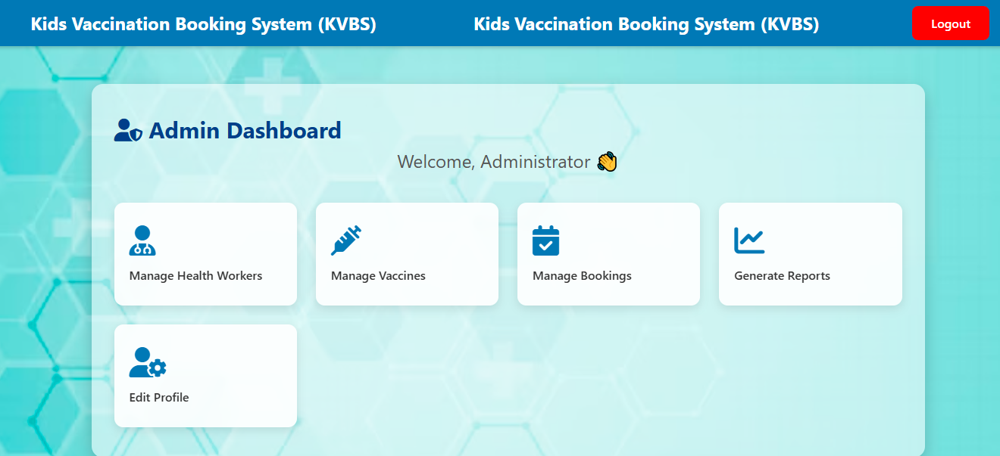 Kids Vaccination Booking System (KVBS) Kids Vaccination Booking System (KVBS) Logout
Admin Dashboard
Welcome, Administrator 👋
Manage Health Workers Manage Vaccines Manage Bookings Generate Reports
Edit Profile